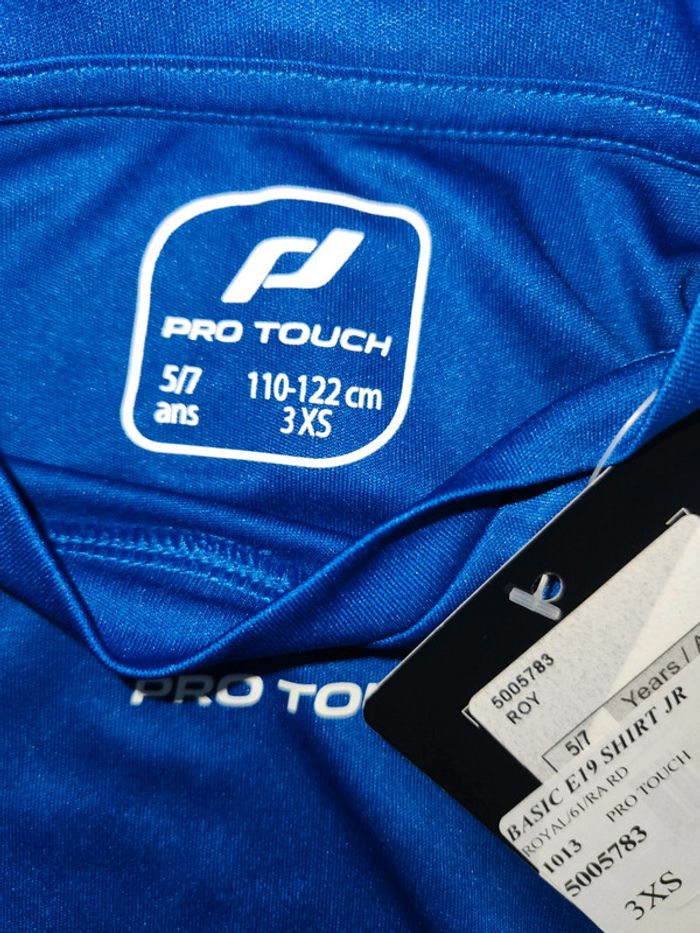 PRO TOUCH
5/7 ans
110-122 cm
3XS
PRO TOU
5005783
ROY
Years / A
5/7
BASIC E19 SHIRT JR
ROYAL/61/RA RD
1013 PRO TOUCH
5005783
3XS